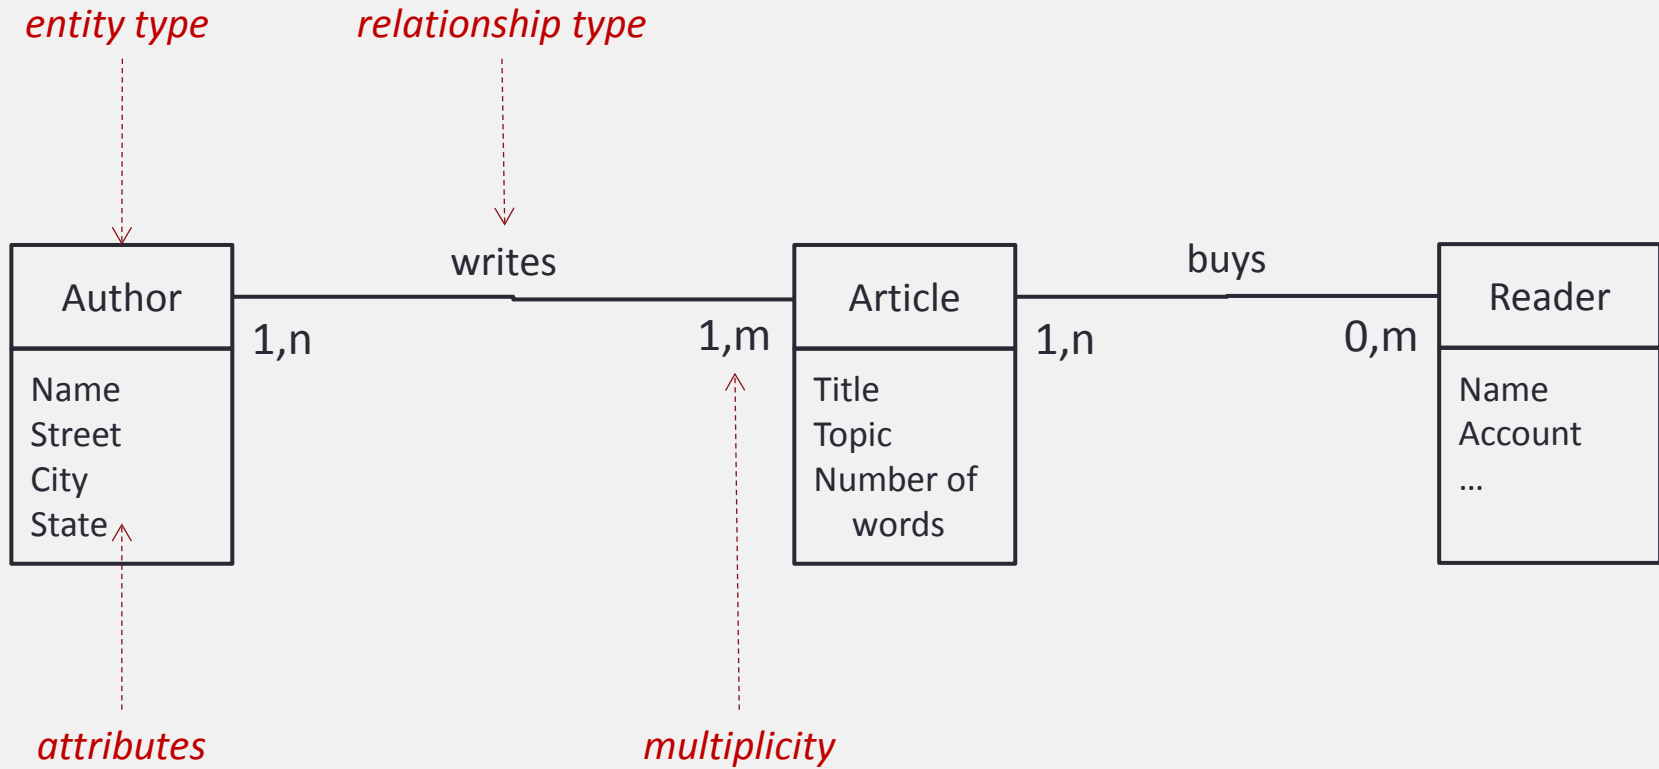 entity type
relationship type
writes
buys
Author
Article
Reader
1,n
1,m
1,n
0,m
Name
Street
City
State
Title
Topic
Number of
words
Name
Account
...
attributes
multiplicity